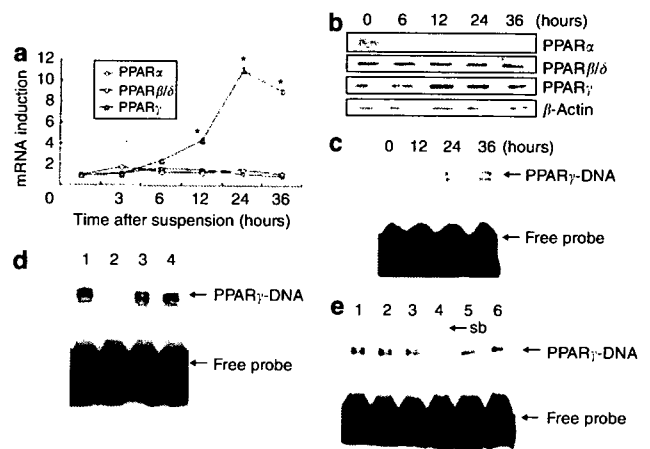 a
mRNA induction
12
10
8
6
4
2
0
PPARα
PPARβ/δ
PPARγ
* * *
3 6 12 24 36
Time after suspension (hours)
b
0 6 12 24 36 (hours)
PPARα
PPARβ/δ
PPARγ
β-Actin
c
0 12 24 36 (hours)
← PPARγ-DNA
← Free probe
d
1 2 3 4
← PPARγ-DNA
← Free probe
e
1 2 3 4 5 6
← sb
← PPARγ-DNA
← Free probe